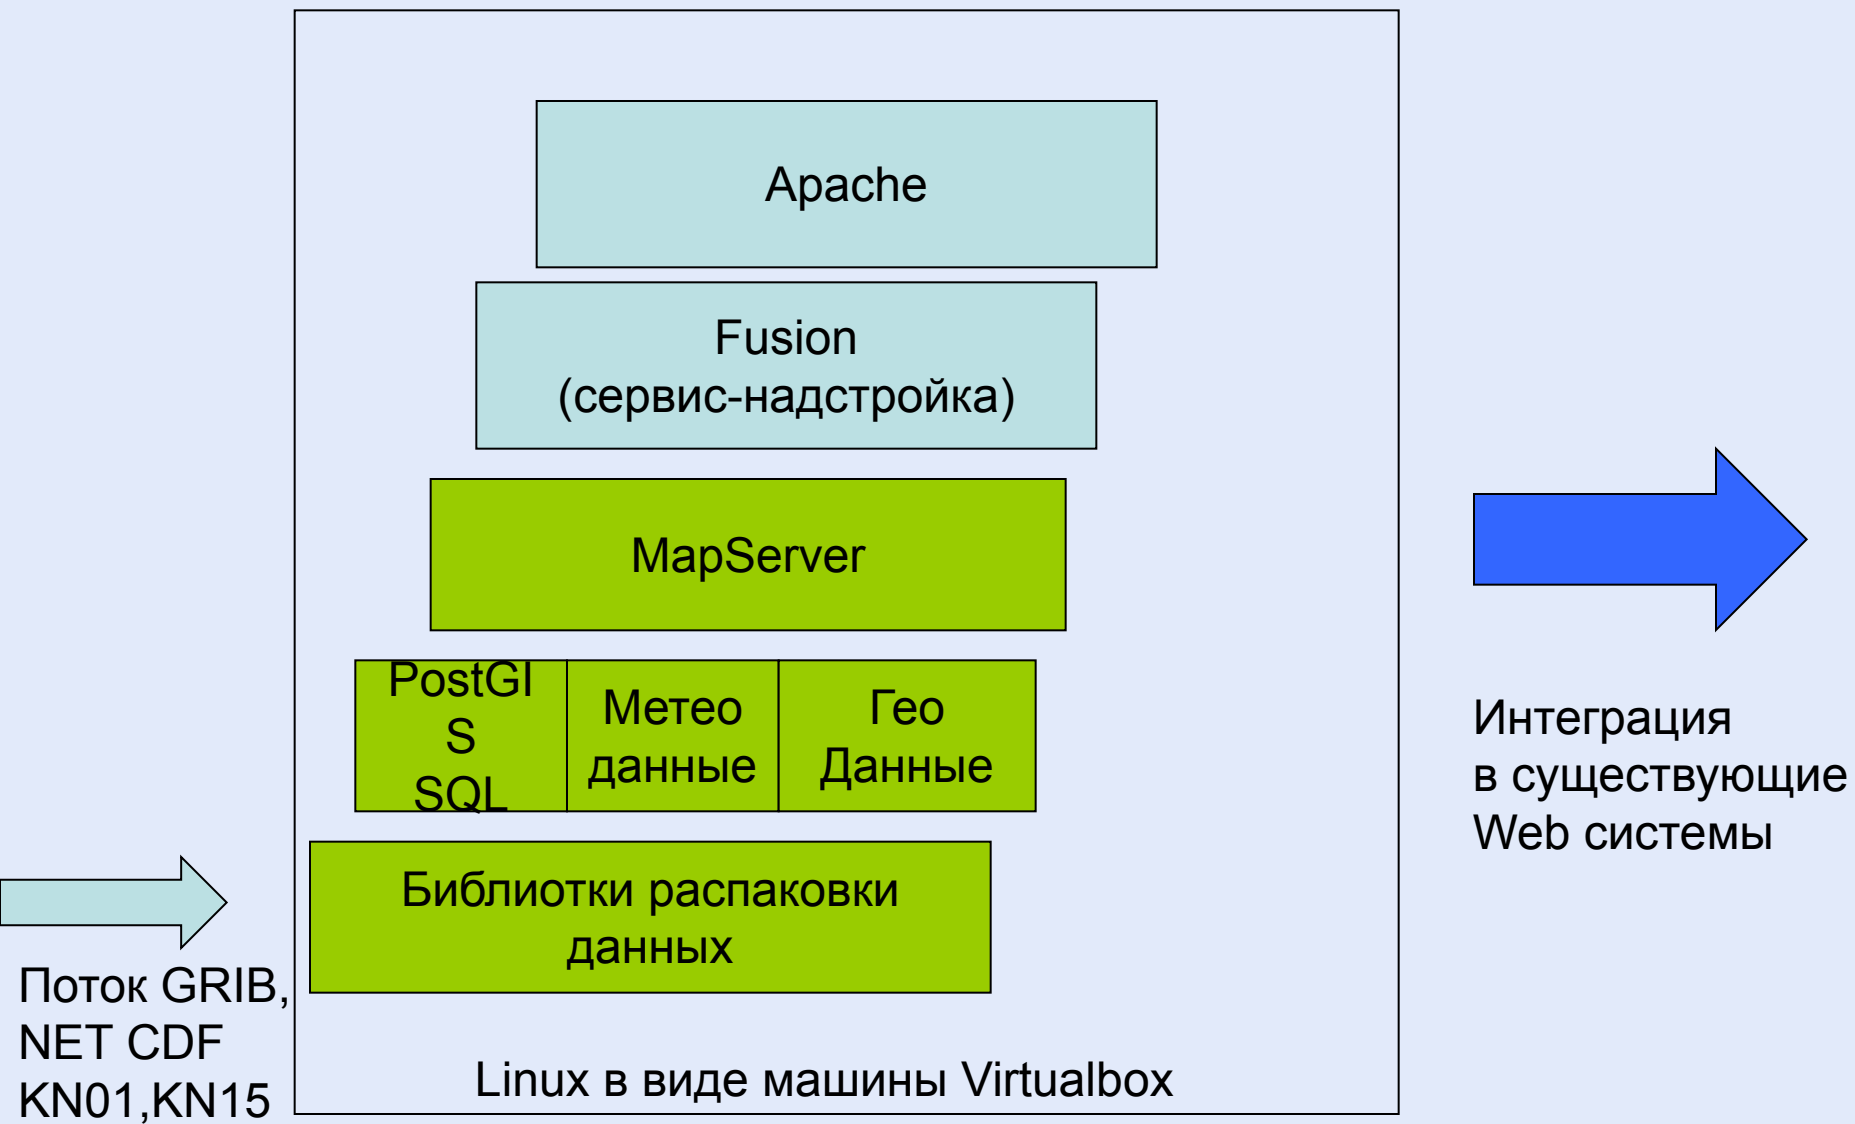 Apache
Fusion
(сервис-надстройка)
MapServer
PostGI
S
SQL
Метео
данные
Гео
Данные
Библиотки распаковки
данных
Поток GRIB,
NET CDF
KN01,KN15
Linux в виде машины Virtualbox
Интеграция
в существующие
Web системы